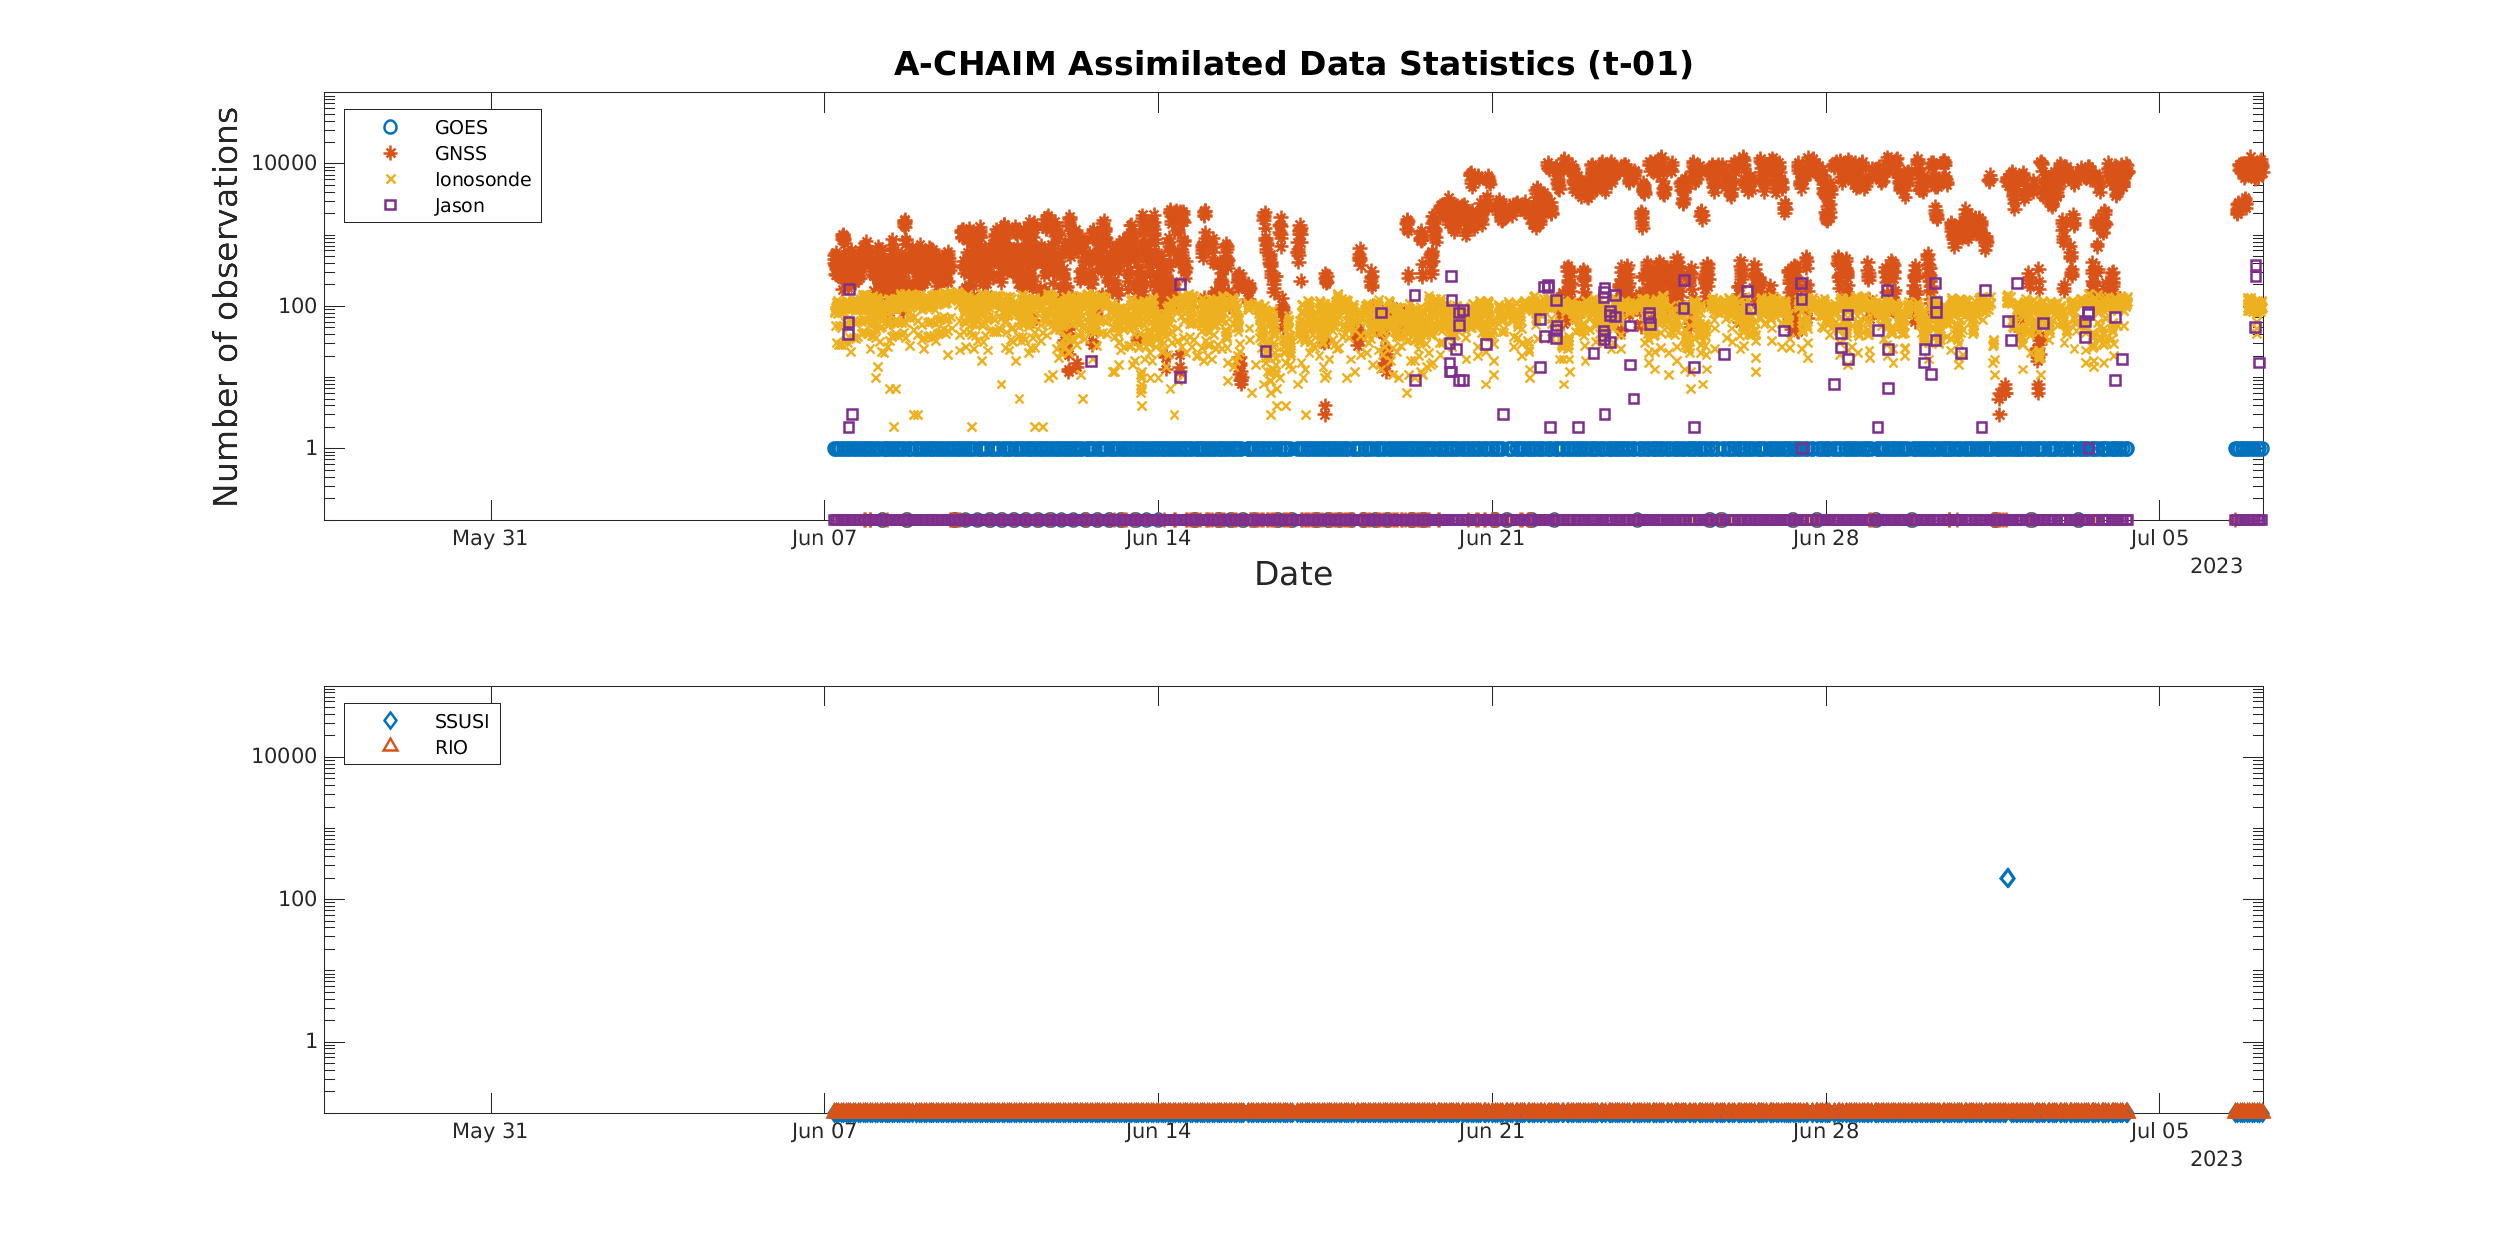 A-CHAIM Assimilated Data Statistics (t-01)
Number of observations
10000
100
1
GOES
GNSS
Ionosonde
Jason
May 31
Jun 07
Jun 14
Jun 21
Jun 28
Jul 05
2023
Date
10000
100
1
SSUSI
RIO
May 31
Jun 07
Jun 14
Jun 21
Jun 28
Jul 05
2023